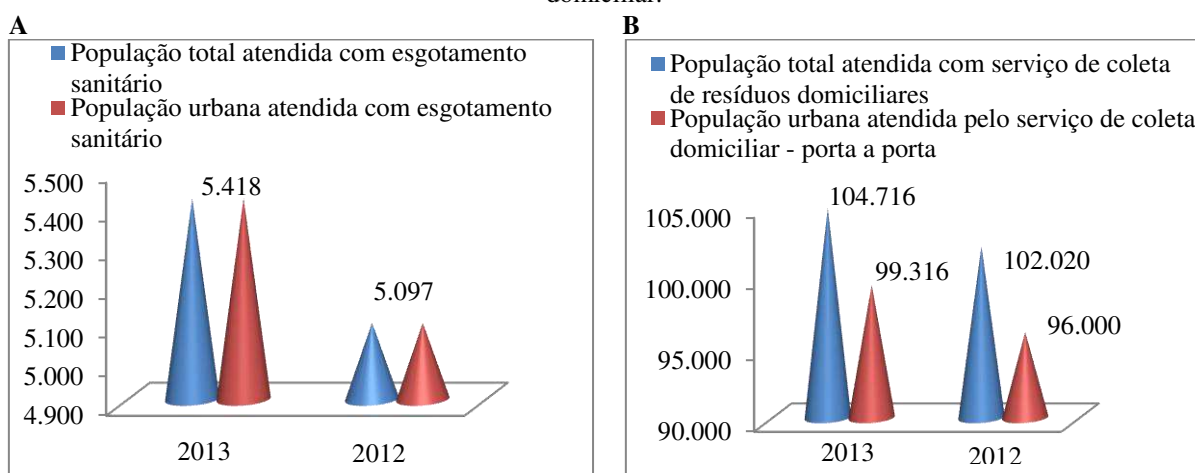 domiciliar.
A
População total atendida com esgotamento
sanitário
População urbana atendida com esgotamento
sanitário
5.500
5.400
5.300
5.200
5.100
5.000
4.900
5.418
5.097
2013
2012
B
População total atendida com serviço de coleta
de resíduos domiciliares
População urbana atendida pelo serviço de coleta
domiciliar - porta a porta
105.000
100.000
95.000
90.000
104.716
99.316
102.020
96.000
2013
2012